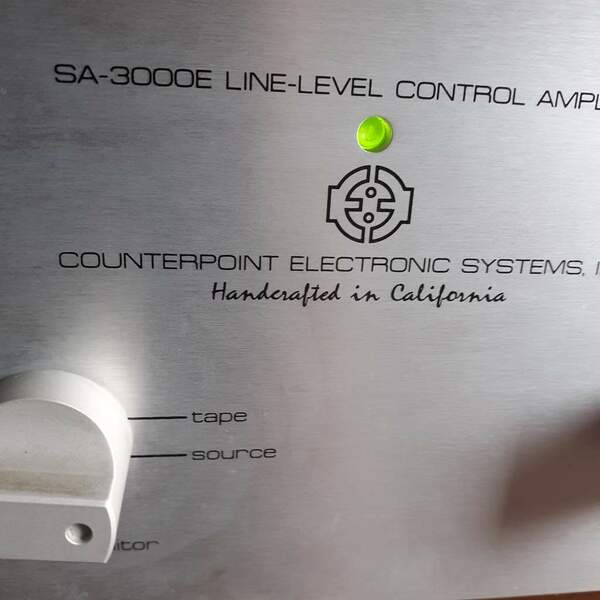 SA-3000E LINE-LEVEL CONTROL
COUNTERPOINT ELECTRONIC SYSTEMS,
Handcrafted in California
tape
source